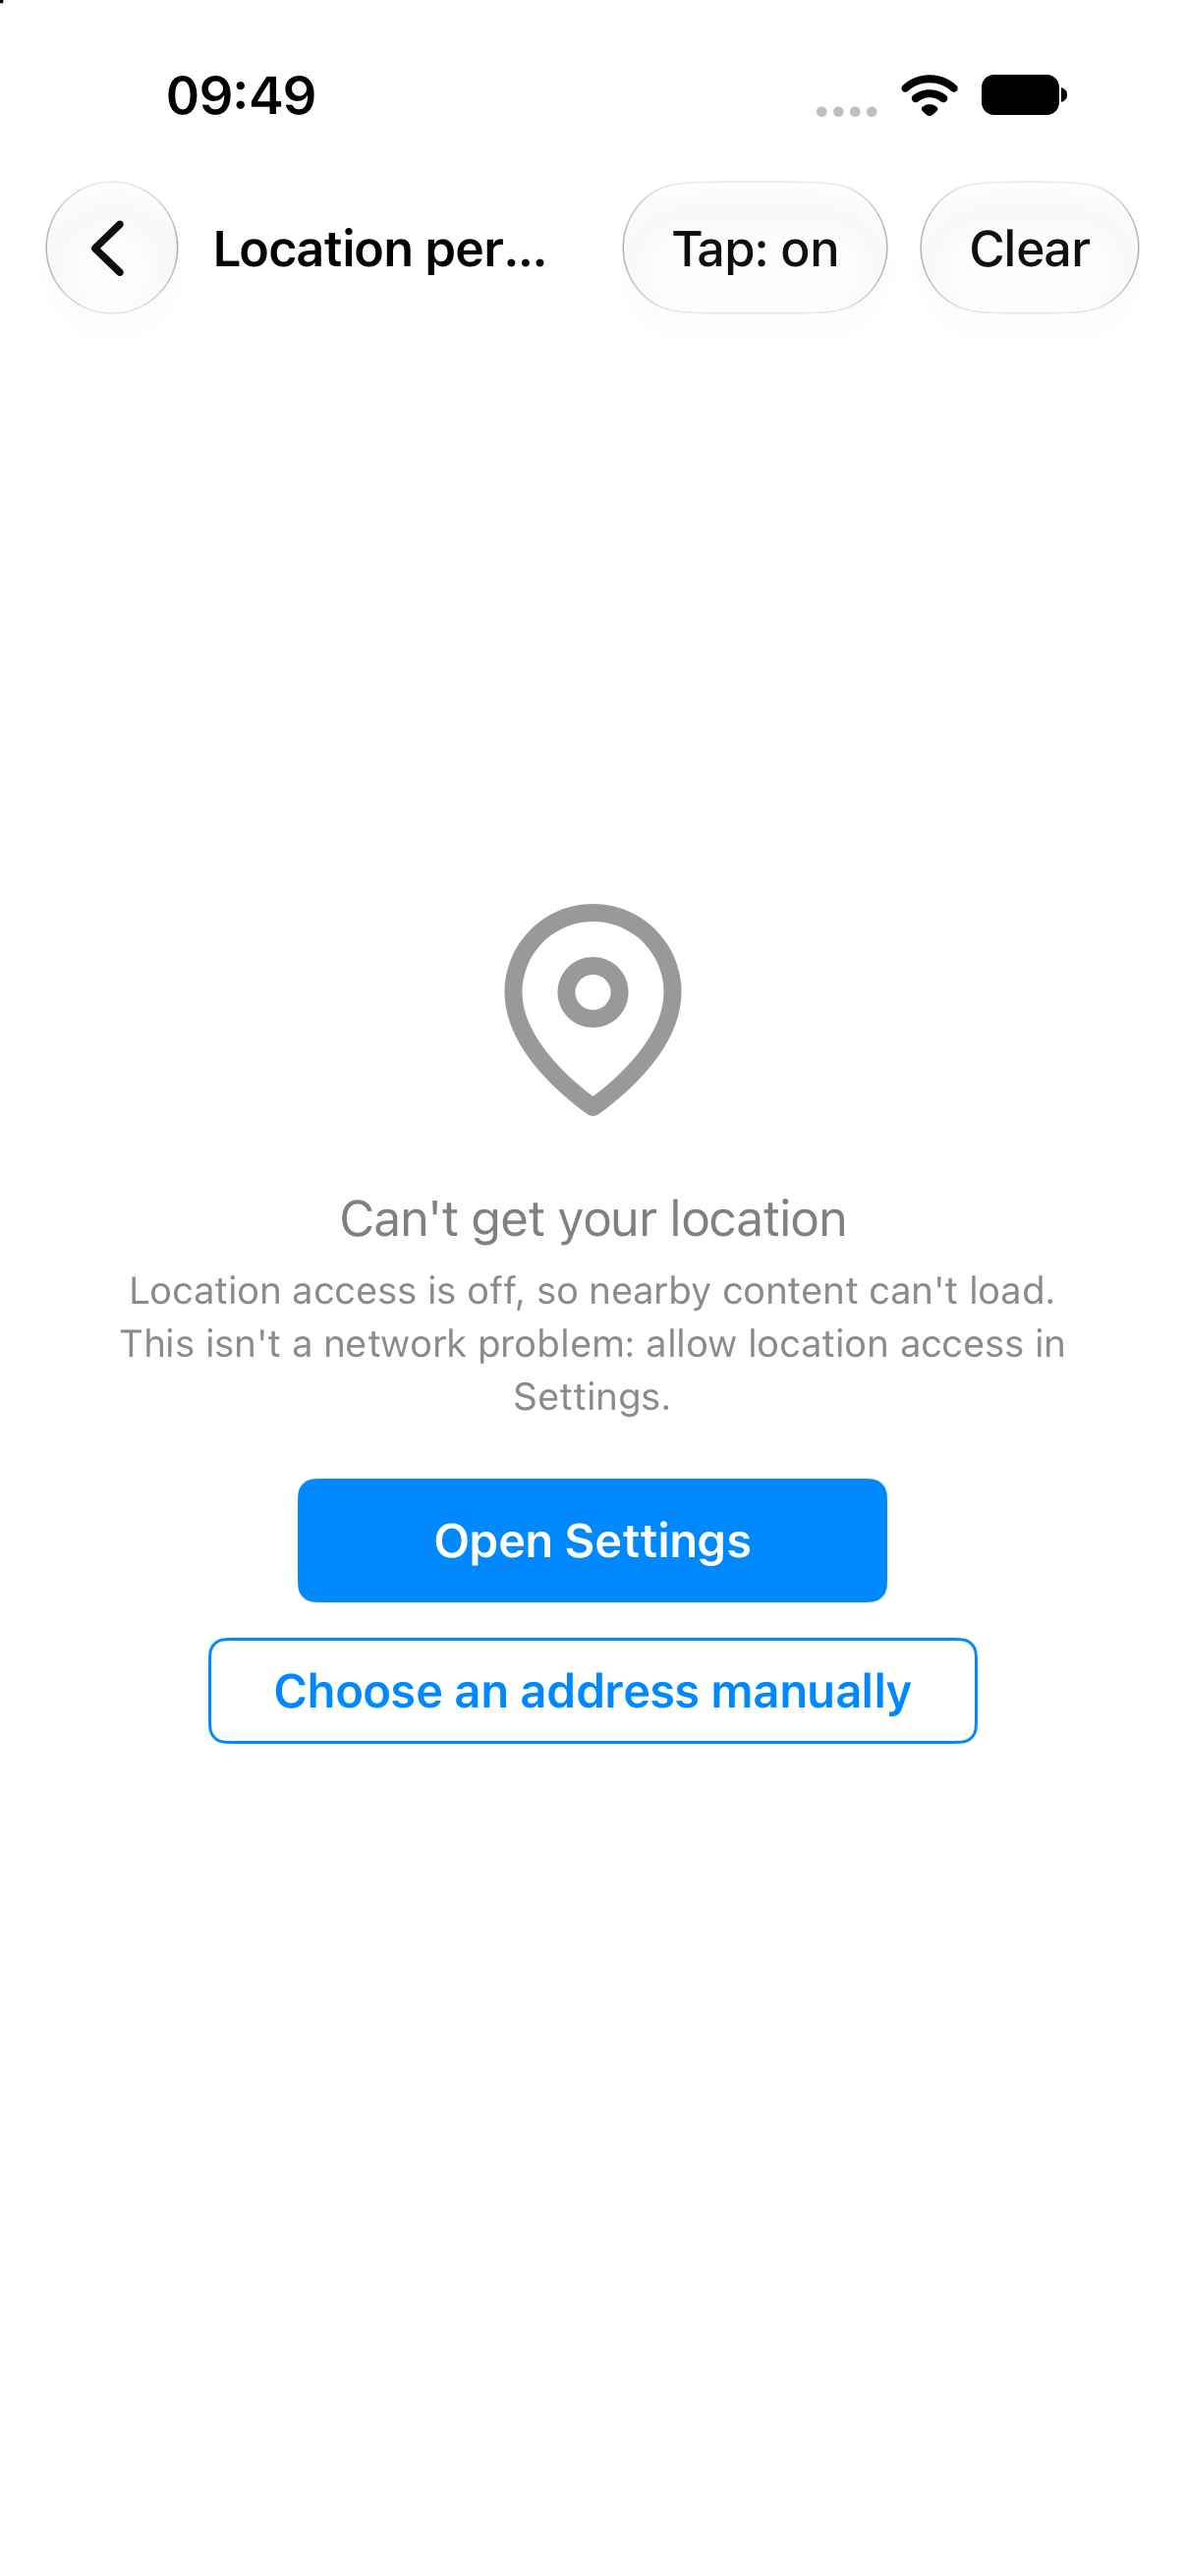 09:49
Location per...
Tap: on
Clear
Can't get your location
Location access is off, so nearby content can't load.
This isn't a network problem: allow location access in
Settings.
Open Settings
Choose an address manually